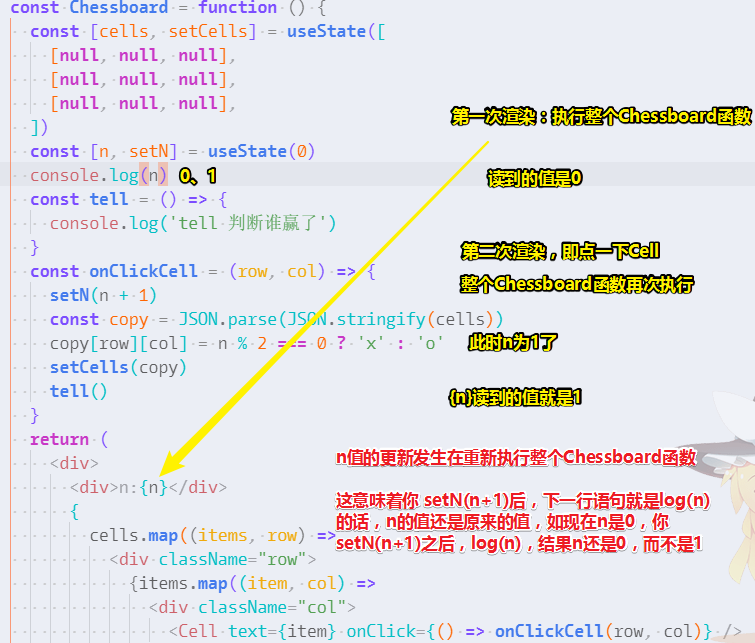 const Chessboard = function () {
const [cells, setCells] = useState([
[null, null, null],
[null, null, null],
[null, null, null],
])
第一次渲染：执行整个Chessboard函数
const [n, setN] = useState(0)
console.log(n) 0、1
读到的值是0
const tell = () => {
console.log('tell 判断谁赢了')
}
第二次渲染，即点一下Cell
const onClickCell = (row, col) => {
整个Chessboard函数再次执行
setN(n + 1)
const copy = JSON.parse(JSON.stringify(cells))
copy[row][col] = n % 2 === 0 ? 'x' : 'o'
此时n为1了
setCells(copy)
tell()
{n}读到的值就是1
}
return (
<div>
n值的更新发生在重新执行整个Chessboard函数
<div>n:{n}</div>
这意味着你 setN(n+1)后，下一行语句就是log(n)
的话，n的值还是原来的值，如现在n是0，你
setN(n+1)之后，log(n)，结果n还是0，而不是1
{
cells.map((items, row) =>
<div className="row">
{items.map((item, col) =>
<div className="col">
<Cell text={item} onClick={() => onClickCell(row, col)} />